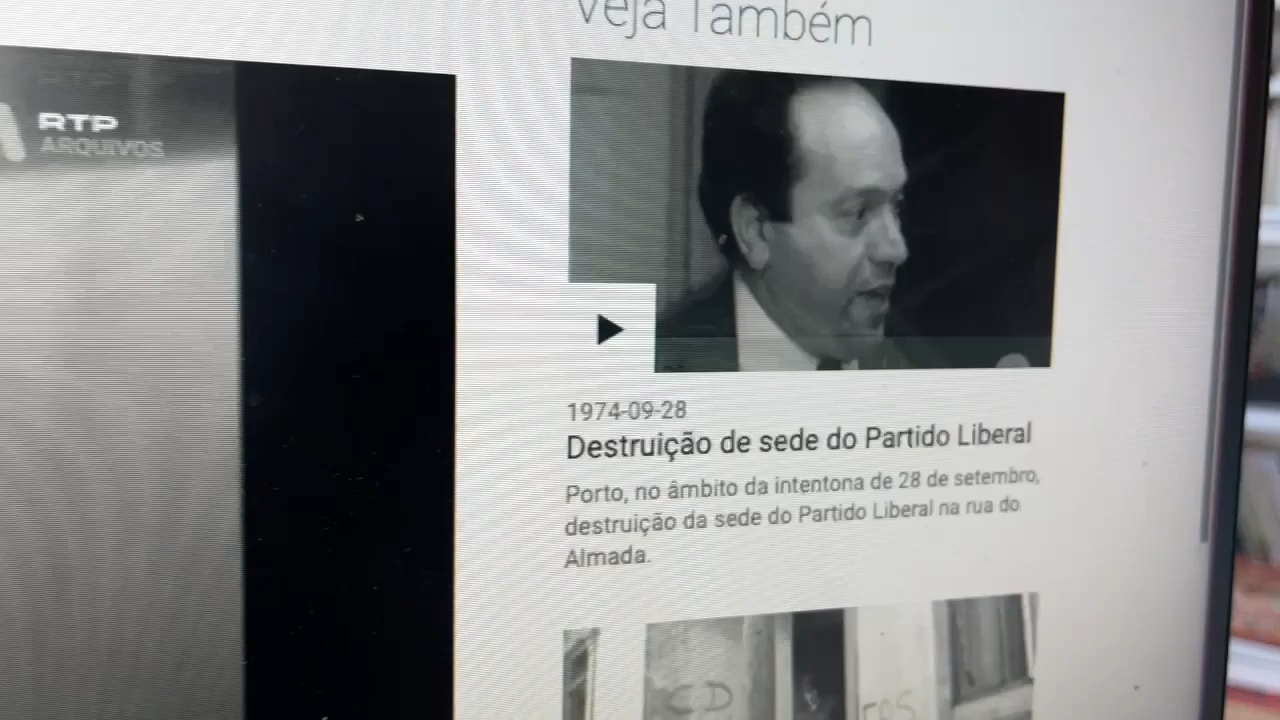 Veja Também
RTP
ARQUIVOS
1974-09-28
Destruição de sede do Partido Liberal
Porto, no âmbito da intentona de 28 de setembro,
destruição da sede do Partido Liberal na rua do
Almada.
CD